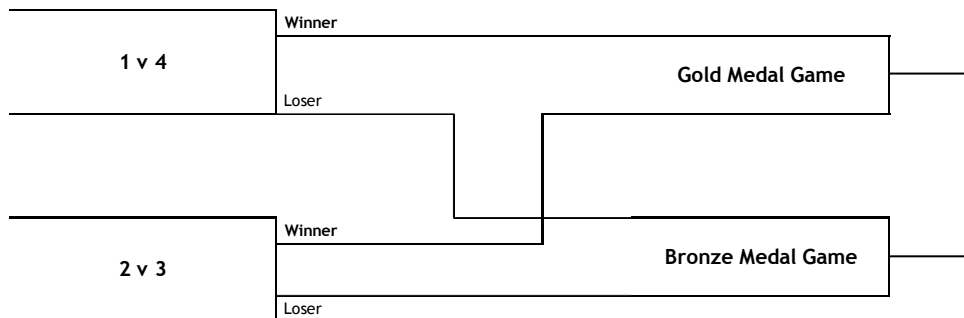 Winner
1 v 4
Gold Medal Game
Loser
Winner
2 v 3
Bronze Medal Game
Loser